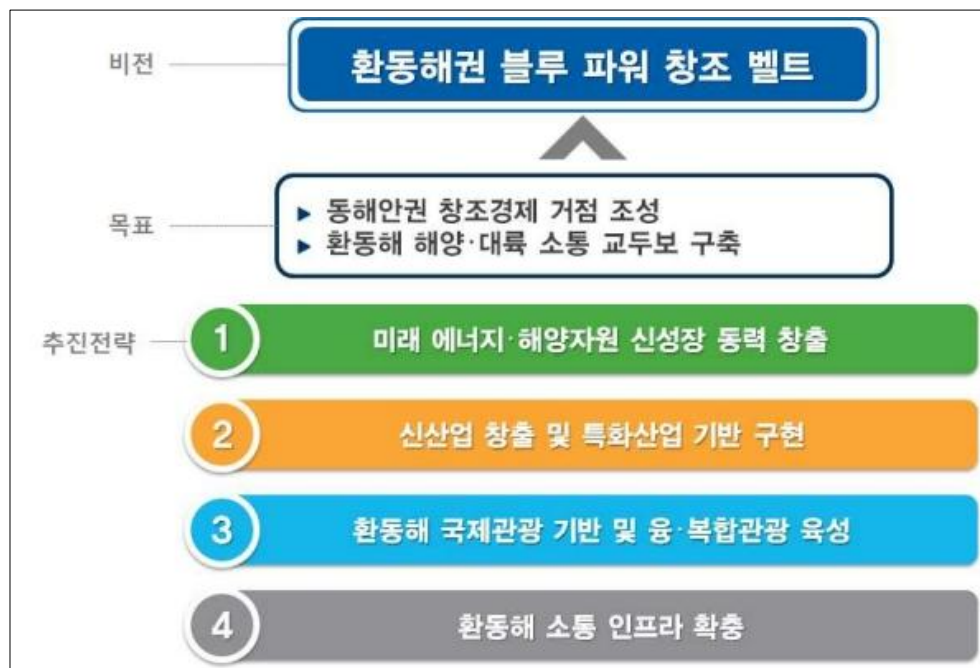 비전
환동해권 블루 파워 창조 벨트
목표
▶ 동해안권 창조경제 거점 조성
▶ 환동해 해양·대륙 소통 교두보 구축
추진전략
1 미래 에너지·해양자원 신성장 동력 창출
2 신산업 창출 및 특화산업 기반 구현
3 환동해 국제관광 기반 및 융·복합관광 육성
4 환동해 소통 인프라 확충